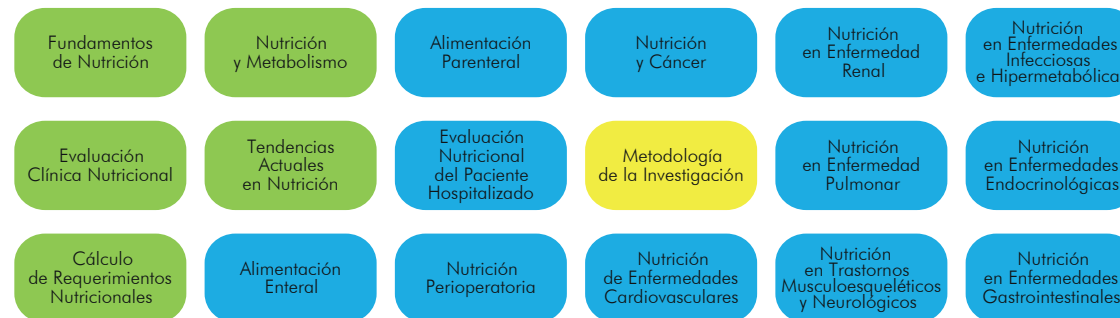 Fundamentos
de Nutrición
Nutrición
y Metabolismo
Alimentación
Parenteral
Nutrición
y Cáncer
Nutrición
en Enfermedad
Renal
Nutrición
en Enfermedades
Infecciosas
e Hipermetabólica
Evaluación
Clínica Nutricional
Tendencias
Actuales
en Nutrición
Evaluación
Nutricional
del Paciente
Hospitalizado
Metodología
de la Investigación
Nutrición
en Enfermedad
Pulmonar
Nutrición
en Enfermedades
Endocrinológicas
Cálculo
de Requerimientos
Nutricionales
Alimentación
Enteral
Nutrición
Perioperatoria
Nutrición
de Enfermedades
Cardiovasculares
Nutrición
en Trastornos
Musculoesqueléticos
y Neurológicos
Nutrición
en Enfermedades
Gastrointestinales